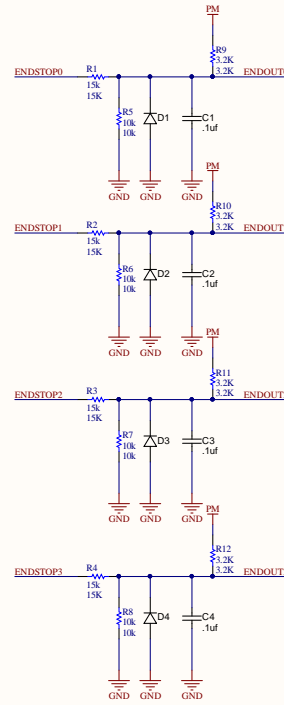 PM
R9
3.2K
3.2K
ENDSTOP0
R1
15k
15K
ENDOUT0
R5
10k
10k
D1
C1
.1uf
GND
GND
GND
PM
R10
3.2K
3.2K
ENDSTOP1
R2
15k
15K
ENDOUT
R6
10k
10k
D2
C2
.1uf
GND
GND
GND
PM
R11
3.2K
3.2K
ENDSTOP2
R3
15k
15K
ENDOUT
R7
10k
10k
D3
C3
.1uf
GND
GND
GND
PM
R12
3.2K
3.2K
ENDSTOP3
R4
15k
15K
ENDOUT
R8
10k
10k
D4
C4
.1uf
GND
GND
GND